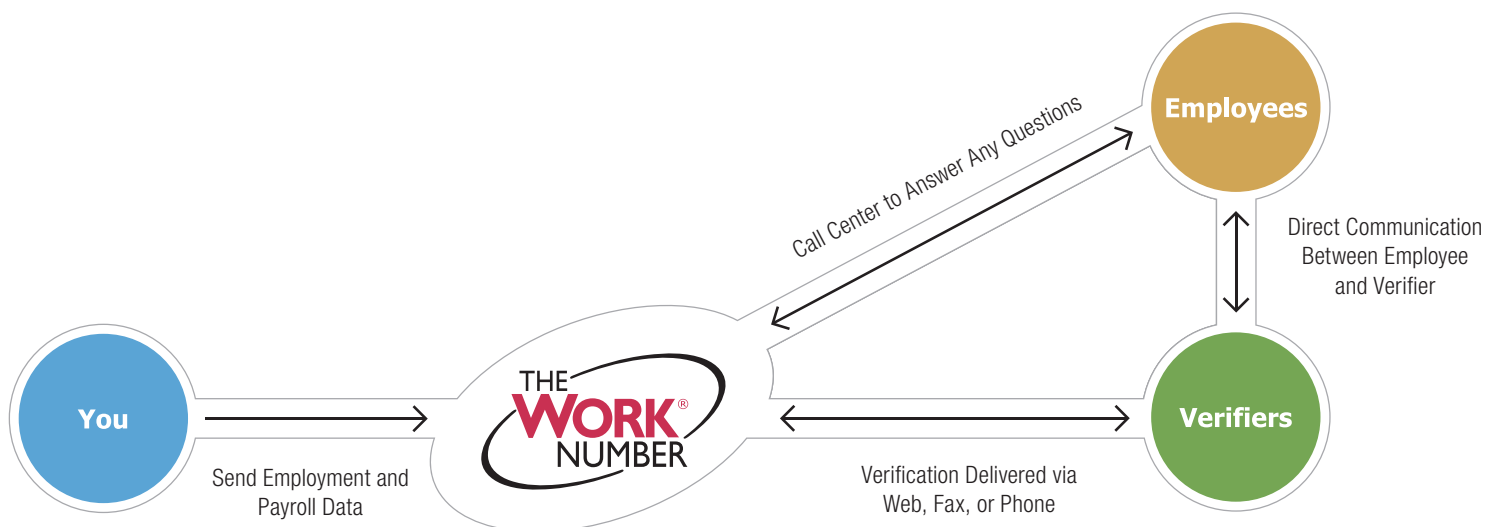 Employees
Call Center to Answer Any Questions
Direct Communication
Between Employee
and Verifier
You
THE
WORK®
NUMBER
Verifiers
Send Employment and
Payroll Data
Verification Delivered via
Web, Fax, or Phone